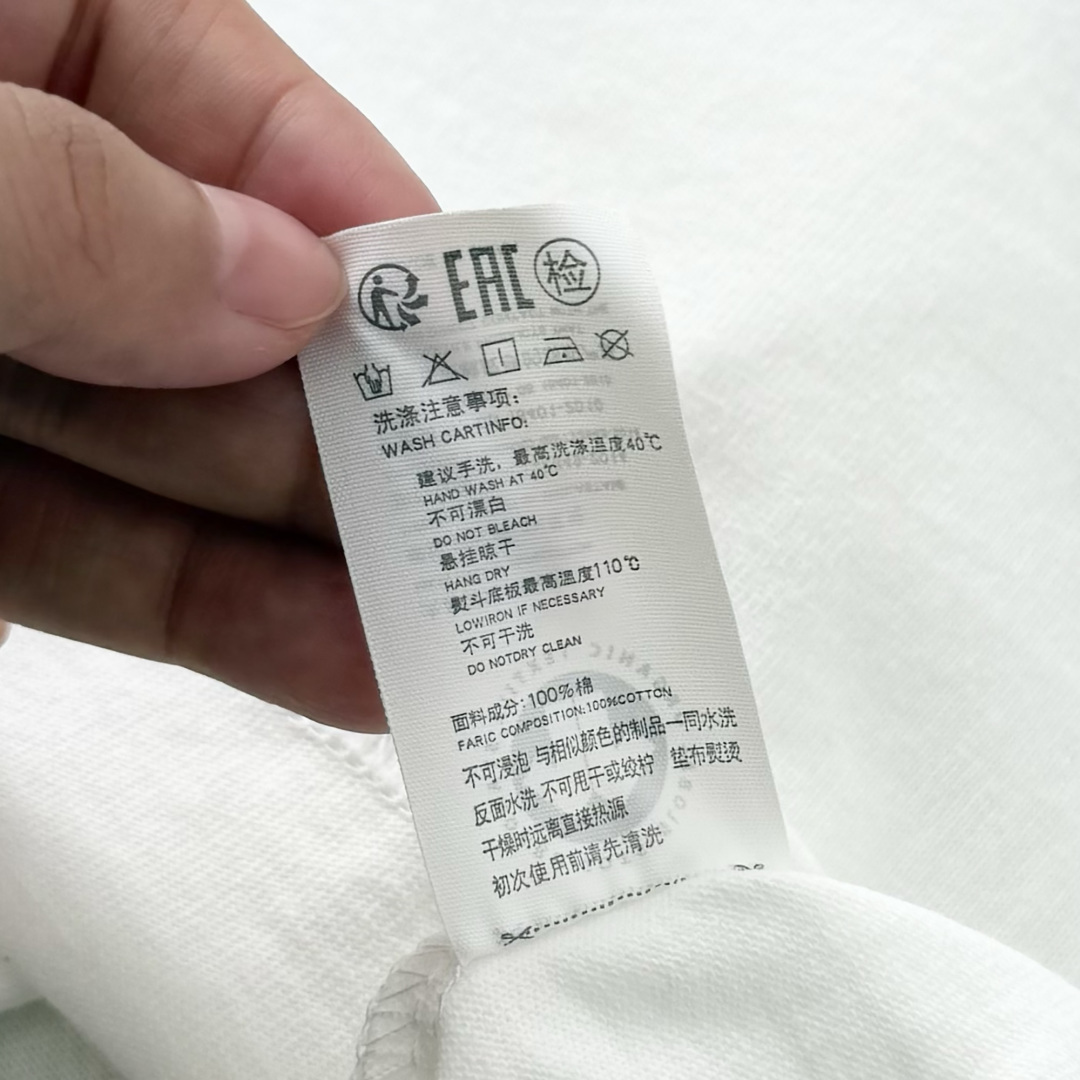 EAC 检
洗涤注意事项:
WASH CARTINFO:
建议手洗，最高洗涤温度40℃
HAND WASH AT 40℃
不可漂白
DO NOT BLEACH
悬挂晾干
HANG DRY
熨斗底板最高温度110℃
LOWIRON IF NECESSARY
不可干洗
DO NOTDRY CLEAN
面料成分:100%棉
FARIC COMPOSITION:100%COTTON
不可浸泡 与相似颜色的制品一同水洗
反面水洗 不可甩干或绞柠 垫布熨烫
干燥时远离直接热源
初次使用前请先清洗